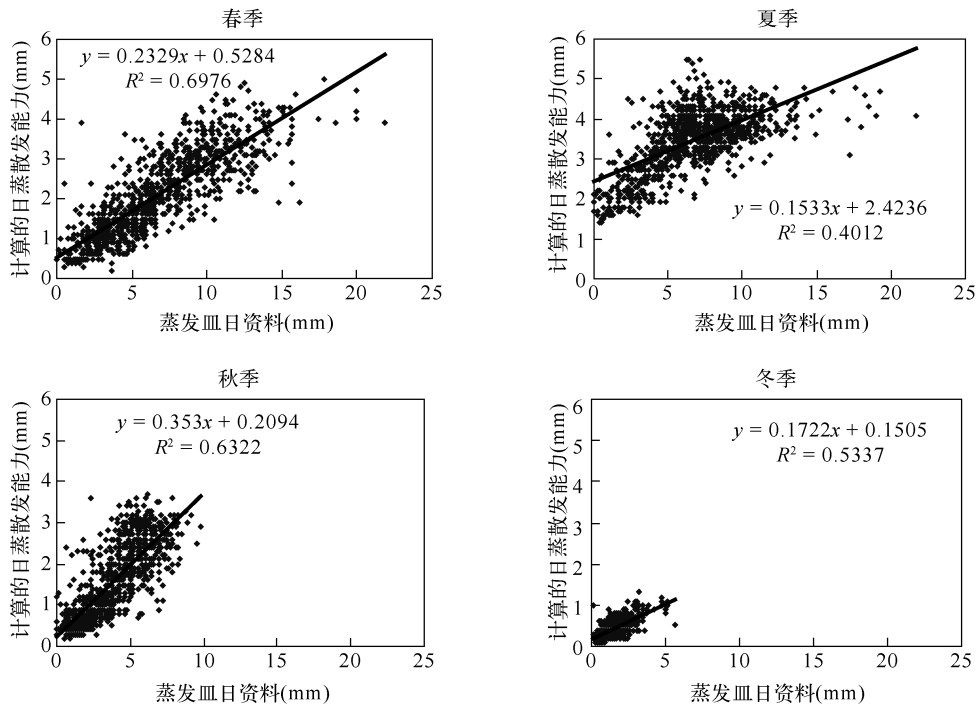 春季
y = 0.2329x + 0.5284
R² = 0.6976
计算的日蒸散发能力(mm)
6
5
4
3
2
1
0
0 5 10 15 20 25
蒸发皿日资料(mm)
夏季
y = 0.1533x + 2.4236
R² = 0.4012
计算的日蒸散发能力(mm)
6
5
4
3
2
1
0
0 5 10 15 20 25
蒸发皿日资料(mm)
秋季
y = 0.353x + 0.2094
R² = 0.6322
计算的日蒸散发能力(mm)
6
5
4
3
2
1
0
0 5 10 15 20 25
蒸发皿日资料(mm)
冬季
y = 0.1722x + 0.1505
R² = 0.5337
计算的日蒸散发能力(mm)
6
5
4
3
2
1
0
0 5 10 15 20 25
蒸发皿日资料(mm)